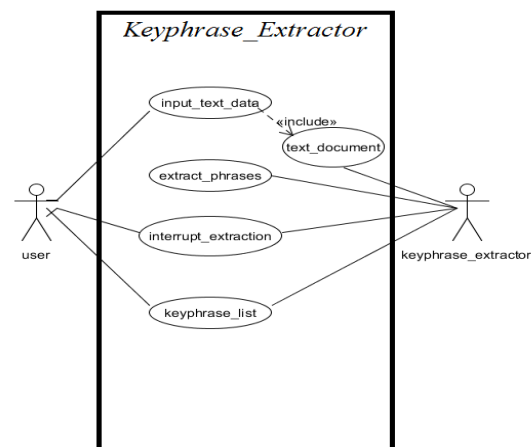 Keyphrase_Extractor
input_text_data
«include»
text_document
extract_phrases
interrupt_extraction
user
keyphrase_extractor
keyphrase_list